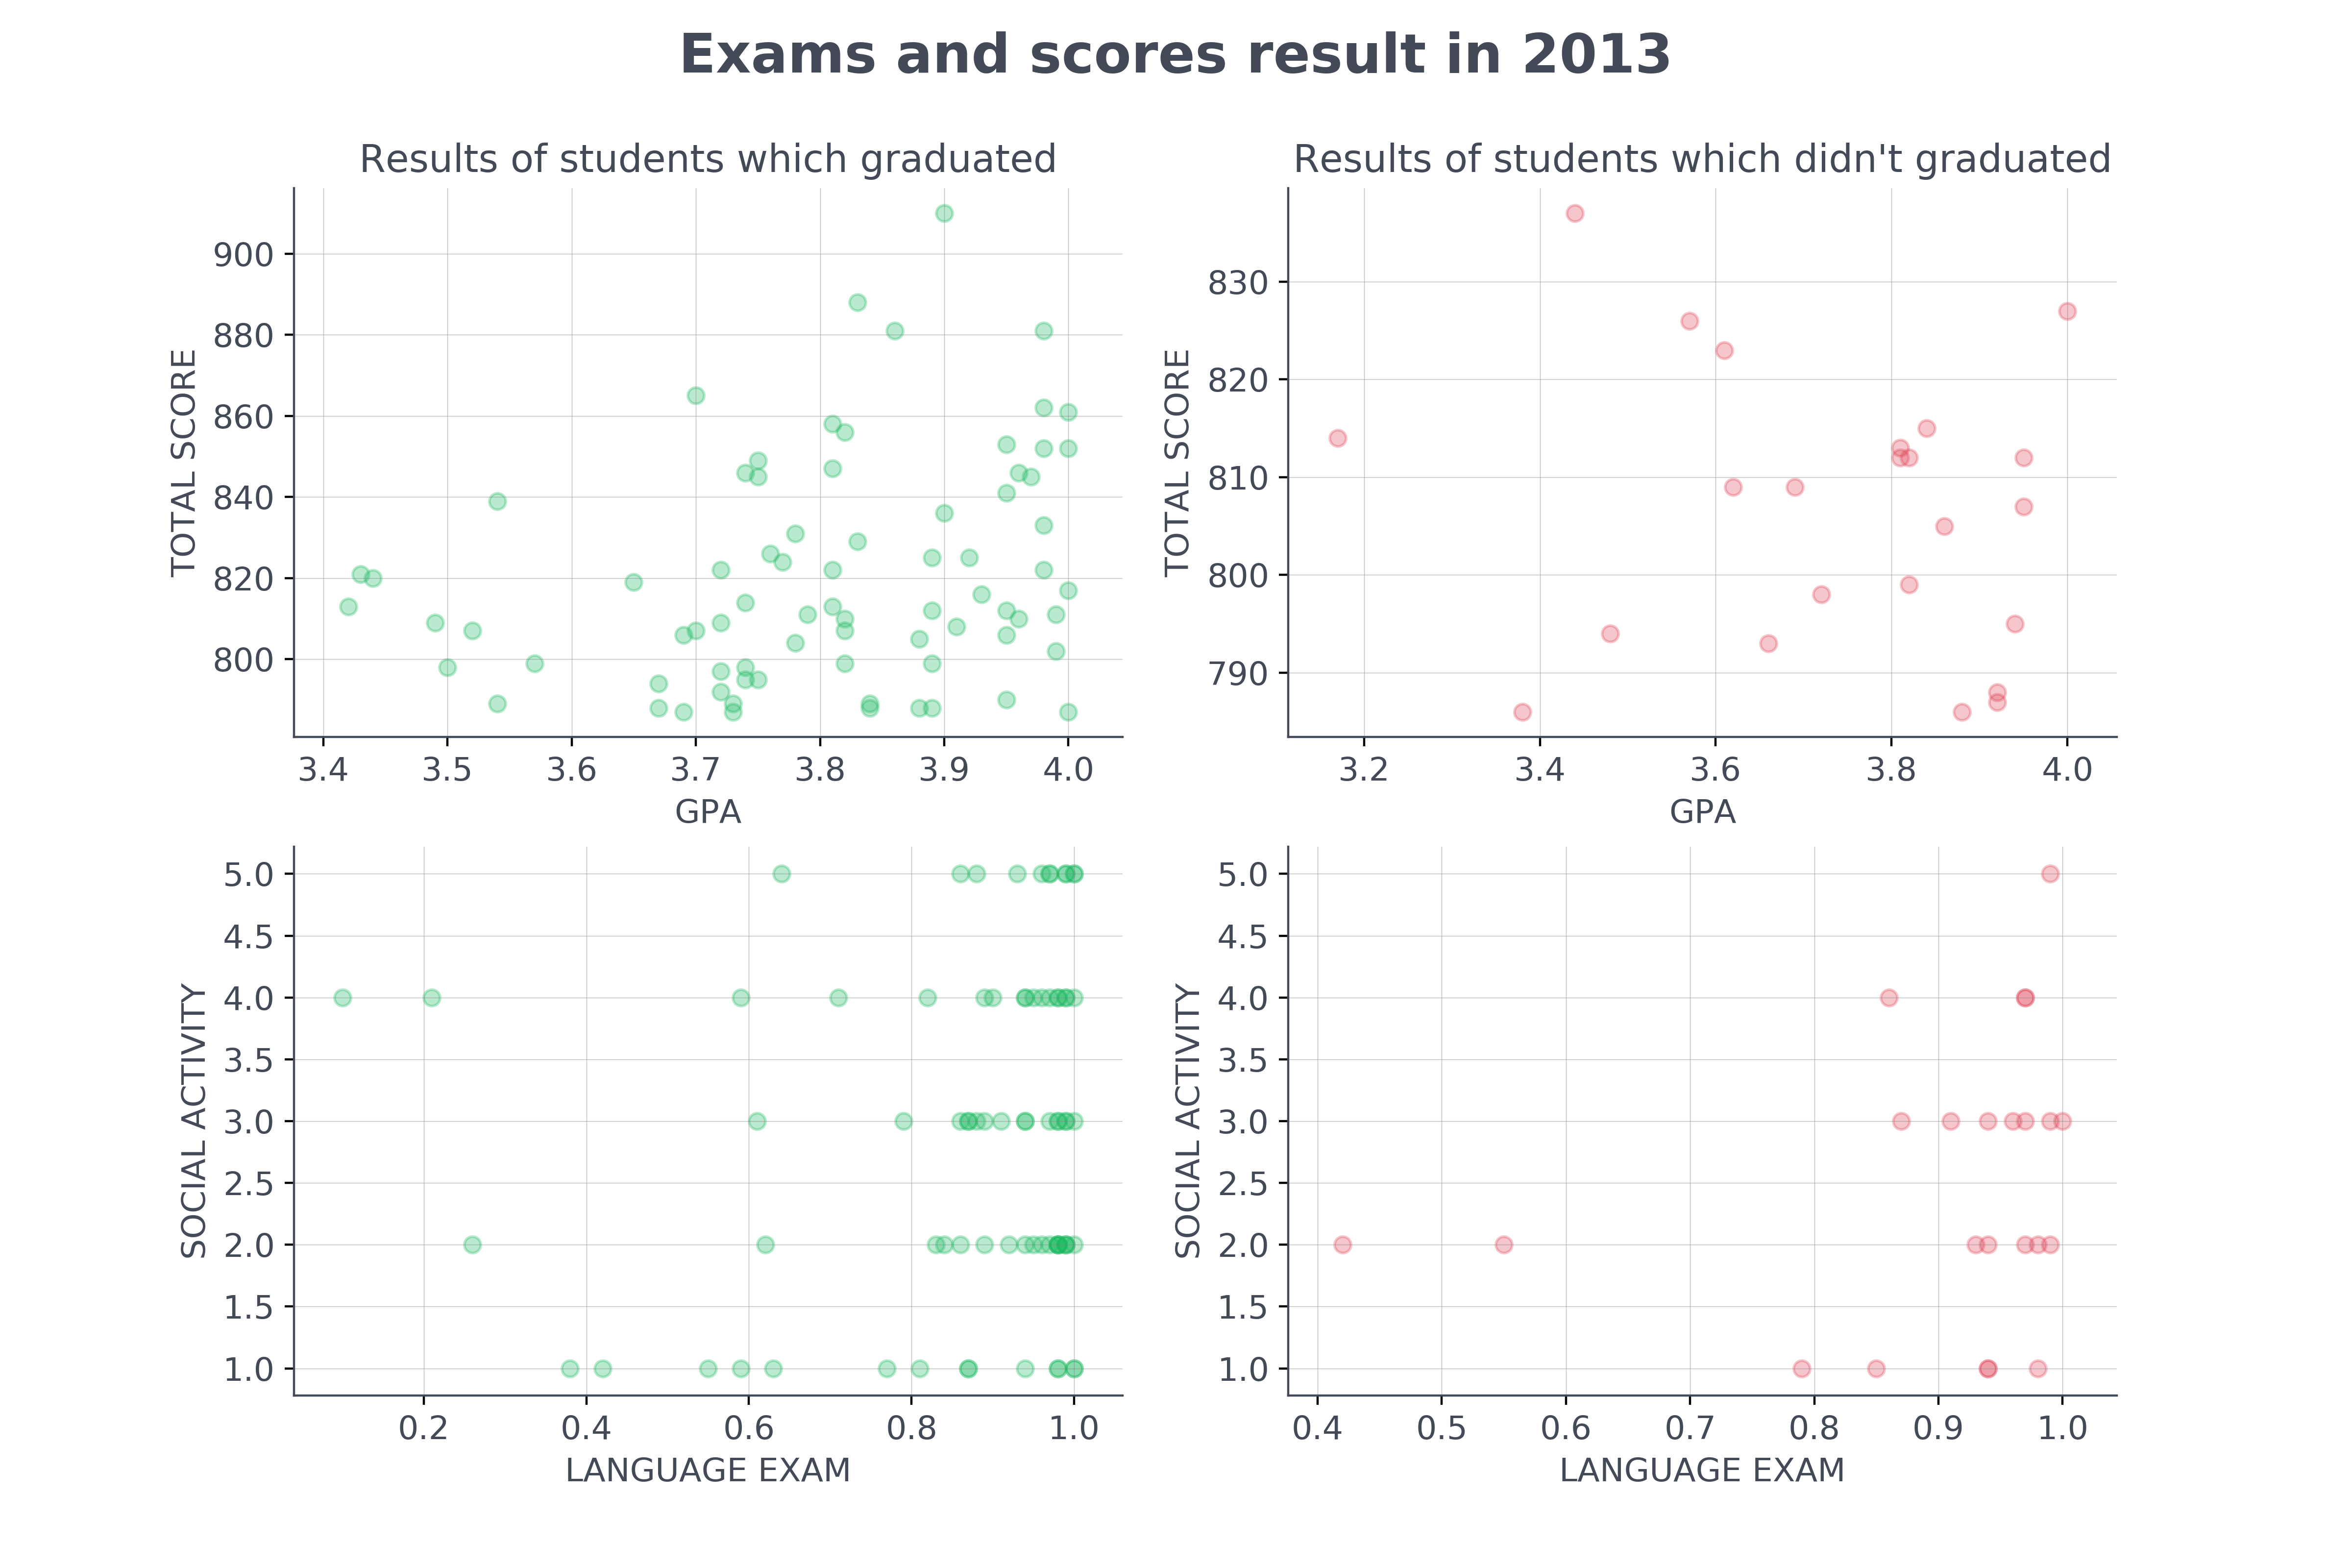 Exams and scores result in 2013
Results of students which graduated
TOTAL SCORE
900
880
860
840
820
800
3.4 3.5 3.6 3.7 3.8 3.9 4.0
GPA
Results of students which didn't graduated
TOTAL SCORE
830
820
810
800
790
3.2 3.4 3.6 3.8 4.0
GPA
SOCIAL ACTIVITY
5.0
4.5
4.0
3.5
3.0
2.5
2.0
1.5
1.0
0.2 0.4 0.6 0.8 1.0
LANGUAGE EXAM
SOCIAL ACTIVITY
5.0
4.5
4.0
3.5
3.0
2.5
2.0
1.5
1.0
0.4 0.5 0.6 0.7 0.8 0.9 1.0
LANGUAGE EXAM